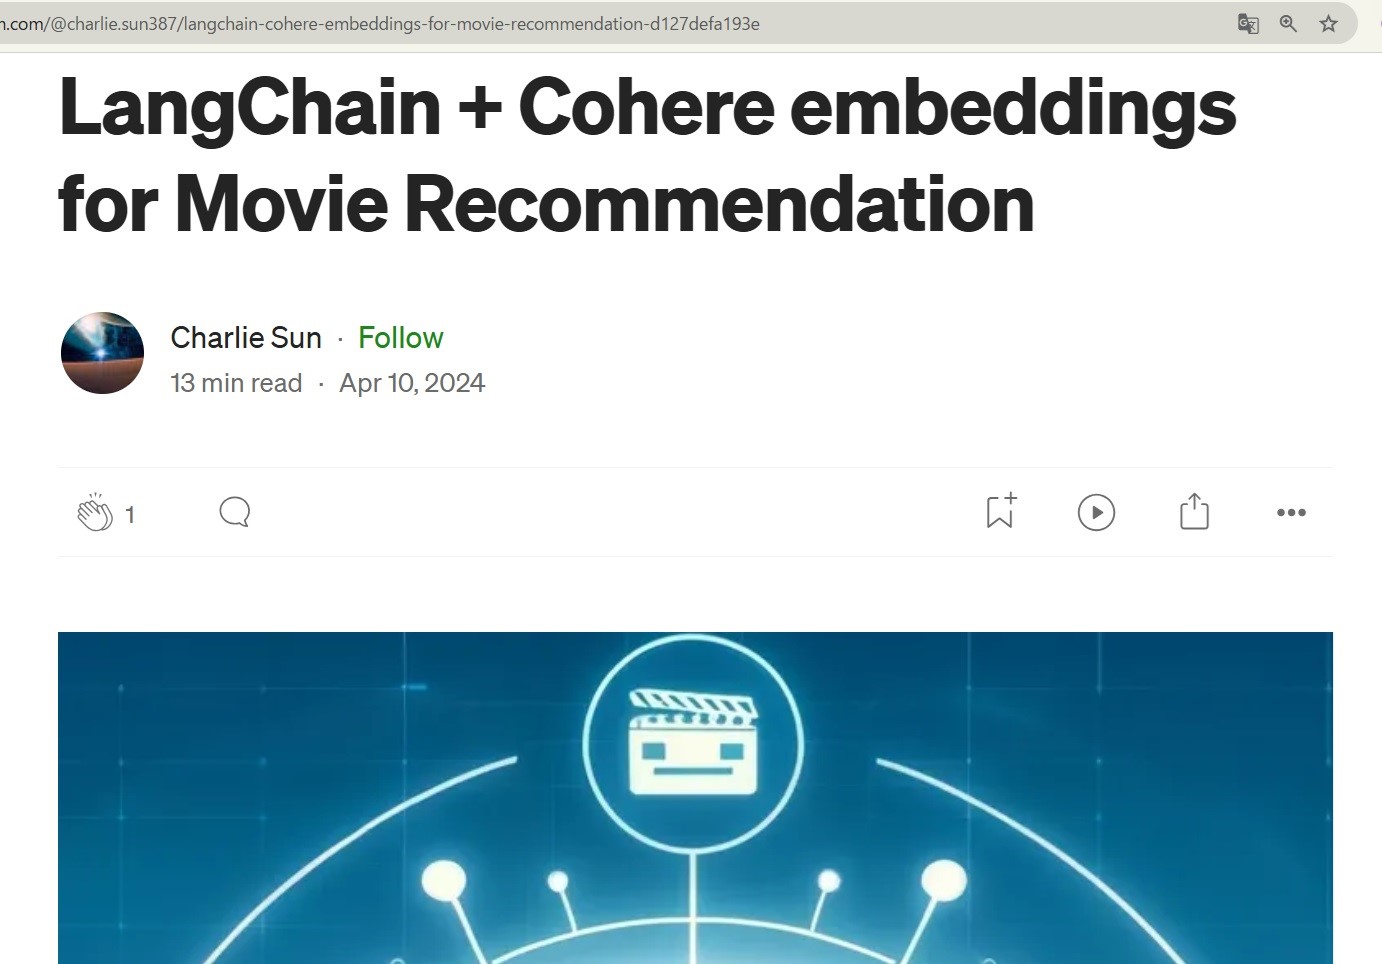 m.com/@charlie.sun387/langchain-cohere-embeddings-for-movie-recommendation-d127defa193e
LangChain + Cohere embeddings
for Movie Recommendation
Charlie Sun · Follow
13 min read · Apr 10, 2024
1